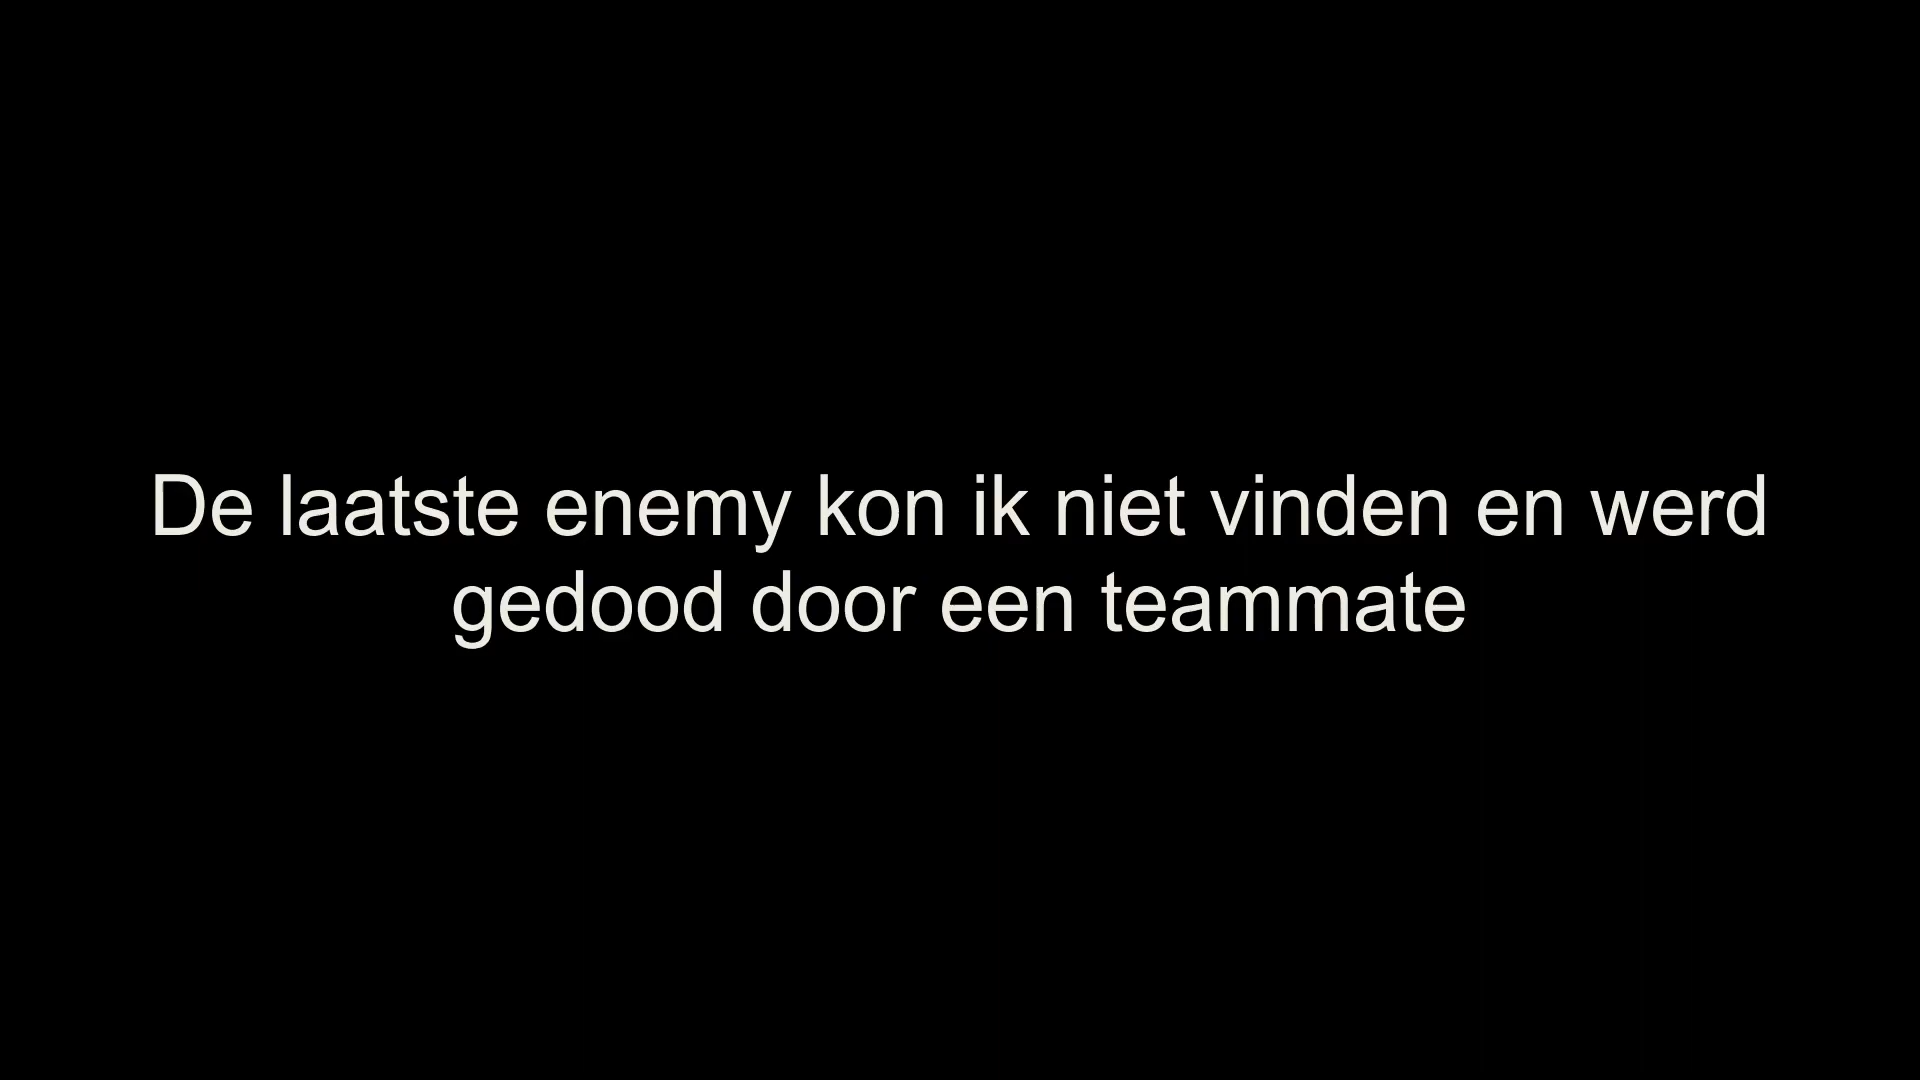 De laatste enemy kon ik niet vinden en werd
gedood door een teammate